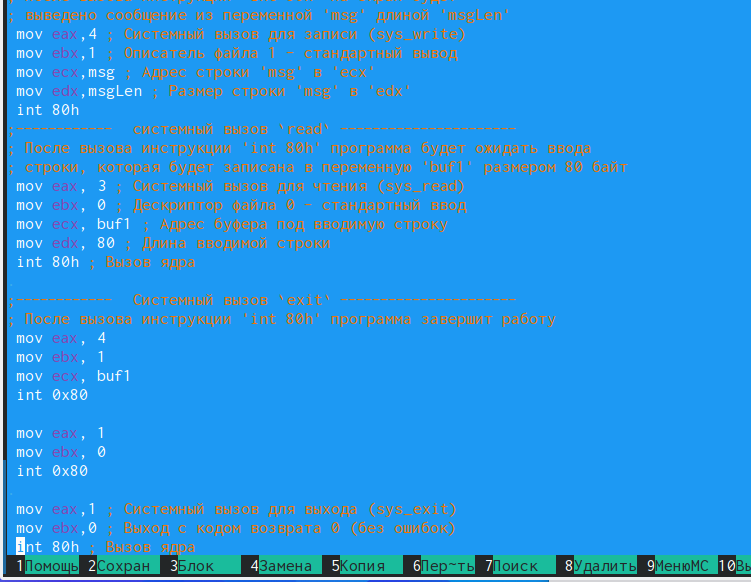 ; После вызова инструкции 'int 80h' на экран будет
; выведено сообщение из переменной 'msg' длиной 'msgLen'
mov eax,4 ; Системный вызов для записи (sys_write)
mov ebx,1 ; Описатель файла 1 - стандартный вывод
mov ecx,msg ; Адрес строки 'msg' в 'ecx'
mov edx,msgLen ; Размер строки 'msg' в 'edx'
int 80h
;------------ системный вызов `read` --------------------
; После вызова инструкции 'int 80h' программа будет ожидать ввода
; строки, которая будет записана в переменную 'buf1' размером 80 байт
mov eax, 3 ; Системный вызов для чтения (sys_read)
mov ebx, 0 ; Дескриптор файла 0 - стандартный ввод
mov ecx, buf1 ; Адрес буфера под вводимую строку
mov edx, 80 ; Длина вводимой строки
int 80h ; Вызов ядра
;------------ Системный вызов `exit` --------------------
; После вызова инструкции 'int 80h' программа завершит работу
mov eax, 4
mov ebx, 1
mov ecx, buf1
int 0x80
mov eax, 1
mov ebx, 0
int 0x80
mov eax,1 ; Системный вызов для выхода (sys_exit)
mov ebx,0 ; Выход с кодом возврата 0 (без ошибок)
int 80h ; Вызов ядра
1Помощь 2Сохран 3Блок 4Замена 5Копия 6Пер~ть 7Поиск 8Удалить 9МенюMC 10Вы